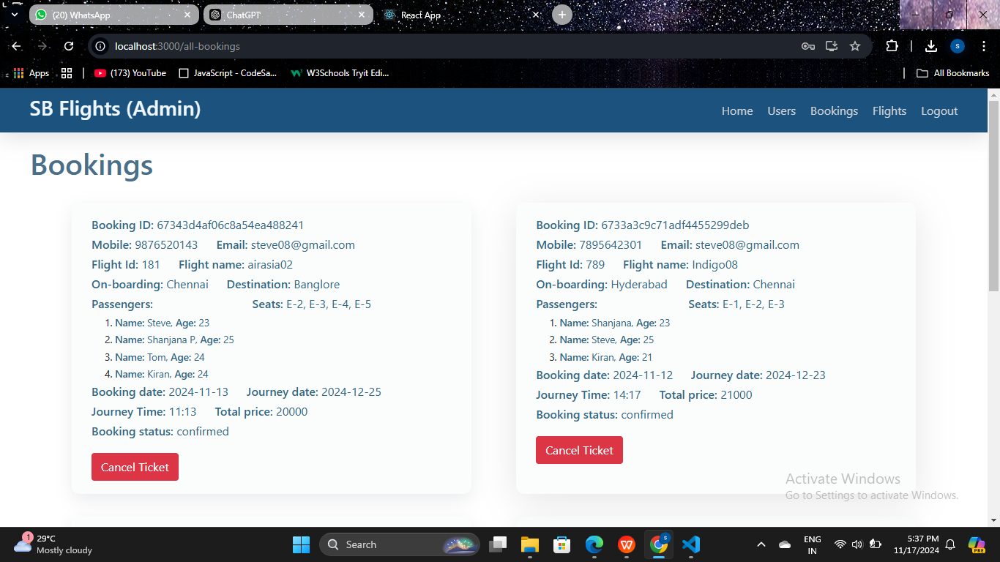 (20) WhatsApp
ChatGPT
React App
localhost:3000/all-bookings
Apps
(173) YouTube
JavaScript - CodeSa...
W3Schools Tryit Edi...
All Bookmarks
SB Flights (Admin)
Home Users Bookings Flights Logout
Bookings
Booking ID: 67343d4af06c8a54ea488241
Mobile: 9876520143 Email: steve08@gmail.com
Flight Id: 181 Flight name: airasia02
On-boarding: Chennai Destination: Banglore
Passengers: Seats: E-2, E-3, E-4, E-5
1. Name: Steve, Age: 23
2. Name: Shanjana P, Age: 25
3. Name: Tom, Age: 24
4. Name: Kiran, Age: 24
Booking date: 2024-11-13 Journey date: 2024-12-25
Journey Time: 11:13 Total price: 20000
Booking status: confirmed
Cancel Ticket
Booking ID: 6733a3c9c71adf4455299deb
Mobile: 7895642301 Email: steve08@gmail.com
Flight Id: 789 Flight name: Indigo08
On-boarding: Hyderabad Destination: Chennai
Passengers: Seats: E-1, E-2, E-3
1. Name: Shanjana, Age: 23
2. Name: Steve, Age: 25
3. Name: Kiran, Age: 21
Booking date: 2024-11-12 Journey date: 2024-12-23
Journey Time: 14:17 Total price: 21000
Booking status: confirmed
Cancel Ticket
Activate Windows
Go to Settings to activate Windows.
1
29°C
Mostly cloudy
Search
ENG
IN
5:37 PM
11/17/2024
PRE